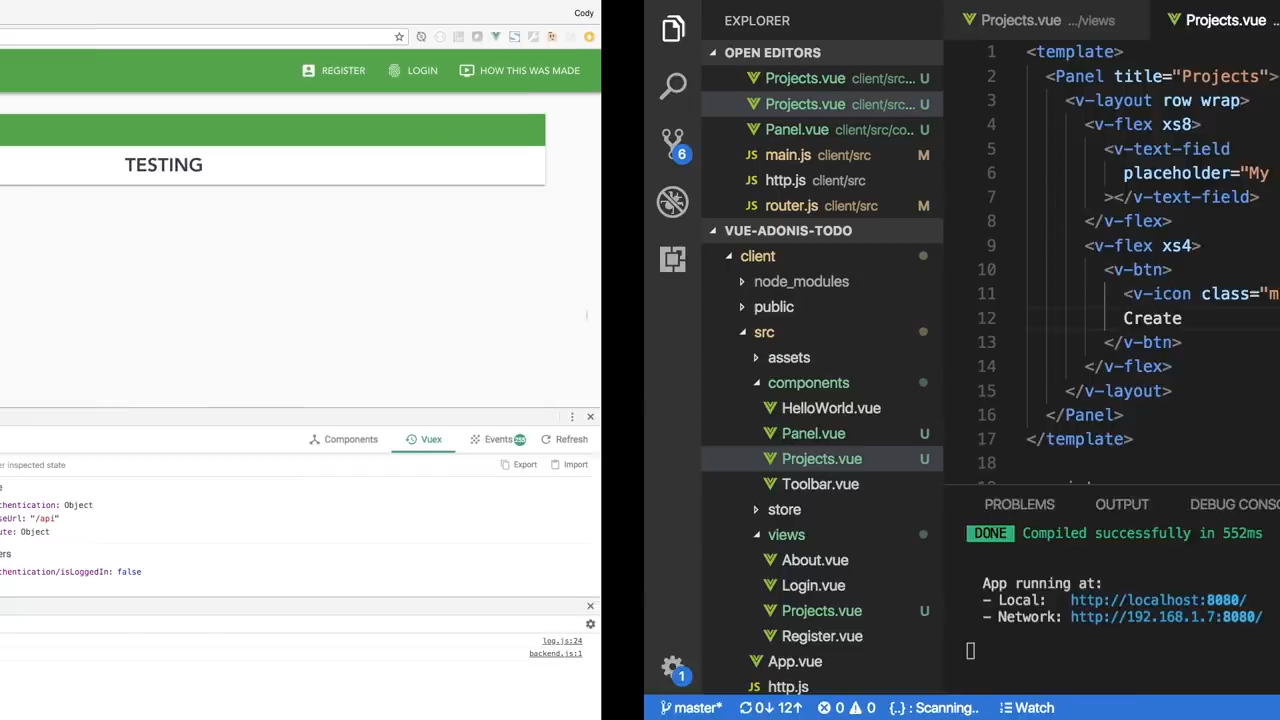 Cody
REGISTER
LOGIN
HOW THIS WAS MADE
TESTING
Components
Vuex
Events
Refresh
er inspected state
Export
Import
e
thentication: Object
seUrl: "/api"
ute: Object
ers
thentication/isLoggedIn: false
log.js:24
backend.js:1
EXPLORER
OPEN EDITORS
Projects.vue client/src... U
Projects.vue client/src... U
Panel.vue client/src/co... U
JS main.js client/src M
JS http.js client/src
JS router.js client/src M
VUE-ADONIS-TODO
client
node_modules
public
src
assets
components
HelloWorld.vue
Panel.vue U
Projects.vue U
Toolbar.vue
store
views
About.vue
Login.vue
Projects.vue U
Register.vue
App.vue
JS http.js
6
1
Projects.vue .../views
Projects.vue
1 <template>
2 <Panel title="Projects">
3 <v-layout row wrap>
4 <v-flex xs8>
5 <v-text-field
6 placeholder="My
7 ></v-text-field>
8 </v-flex>
9 <v-flex xs4>
10 <v-btn>
11 <v-icon class="m
12 Create
13 </v-btn>
14 </v-flex>
15 </v-layout>
16 </Panel>
17 </template>
18
PROBLEMS OUTPUT DEBUG CONSO
DONE Compiled successfully in 552ms
App running at:
- Local: http://localhost:8080/
- Network: http://192.168.1.7:8080/
master* 0↓ 12↑ 0 0 {..} : Scanning.. Watch